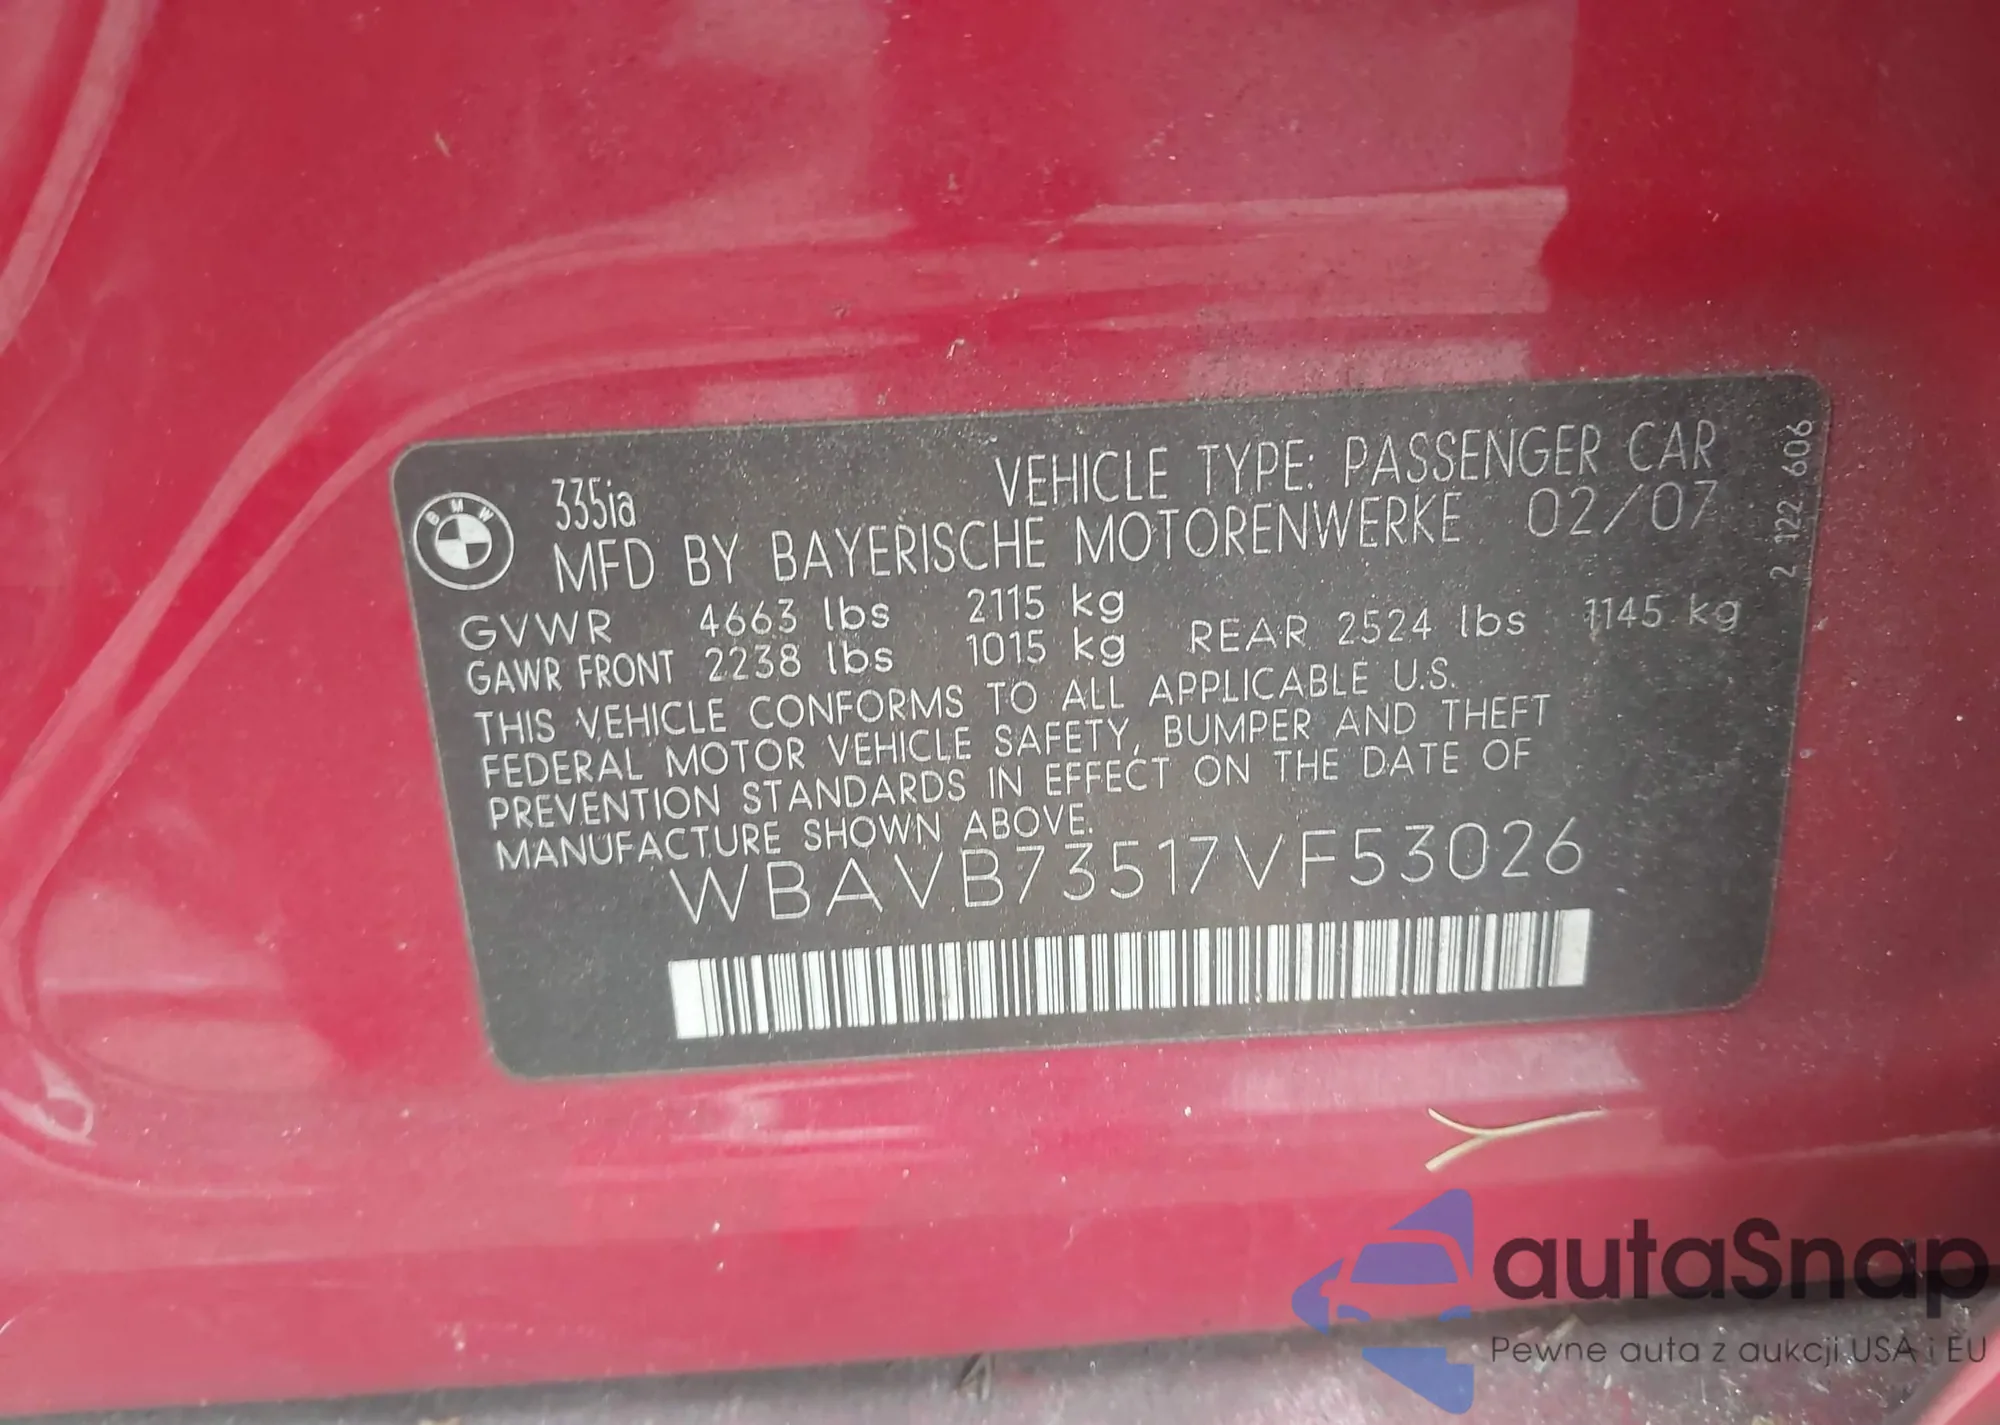 BMW
335ia
VEHICLE TYPE: PASSENGER CAR
MFD BY BAYERISCHE MOTORENWERKE 02/07
GVWR 4663 lbs 2115 kg
GAWR FRONT 2238 lbs 1015 kg REAR 2524 lbs 1145 kg
THIS VEHICLE CONFORMS TO ALL APPLICABLE U.S.
FEDERAL MOTOR VEHICLE SAFETY, BUMPER AND THEFT
PREVENTION STANDARDS IN EFFECT ON THE DATE OF
MANUFACTURE SHOWN ABOVE.
WBAVB73517VF53026
2 122 606
autaSnap
Pewne auta z aukcji USA i EU